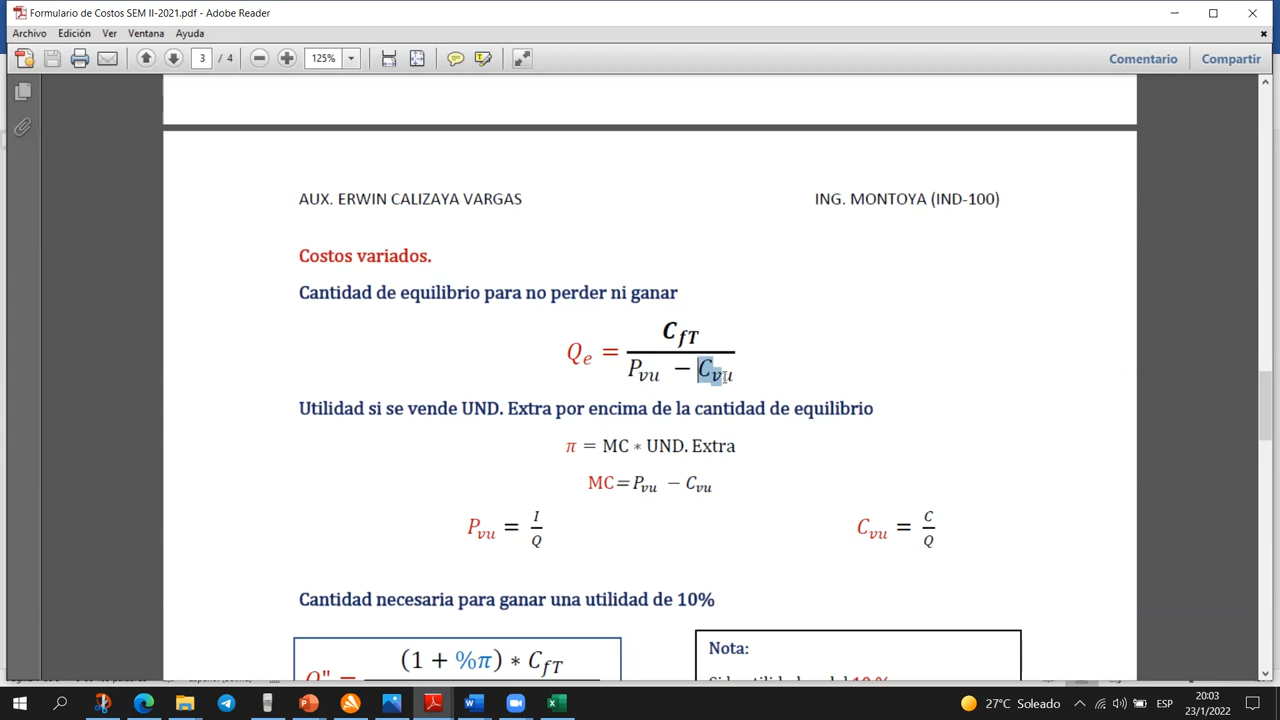 Formulario de Costos SEM II-2021.pdf - Adobe Reader
Archivo Edición Ver Ventana Ayuda
3 / 4 125% Comentario Compartir
AUX. ERWIN CALIZAYA VARGAS ING. MONTOYA (IND-100)
Costos variados.
Cantidad de equilibrio para no perder ni ganar
C_fT
Q_e =
P_vu − C_vu
Utilidad si se vende UND. Extra por encima de la cantidad de equilibrio
π = MC ∗ UND. Extra
MC=P_vu − C_vu
P_vu = I/Q C_vu = C/Q
Cantidad necesaria para ganar una utilidad de 10%
(1 + %π) ∗ C_fT
Q" =
Nota:
27°C Soleado ESP 20:03
23/1/2022